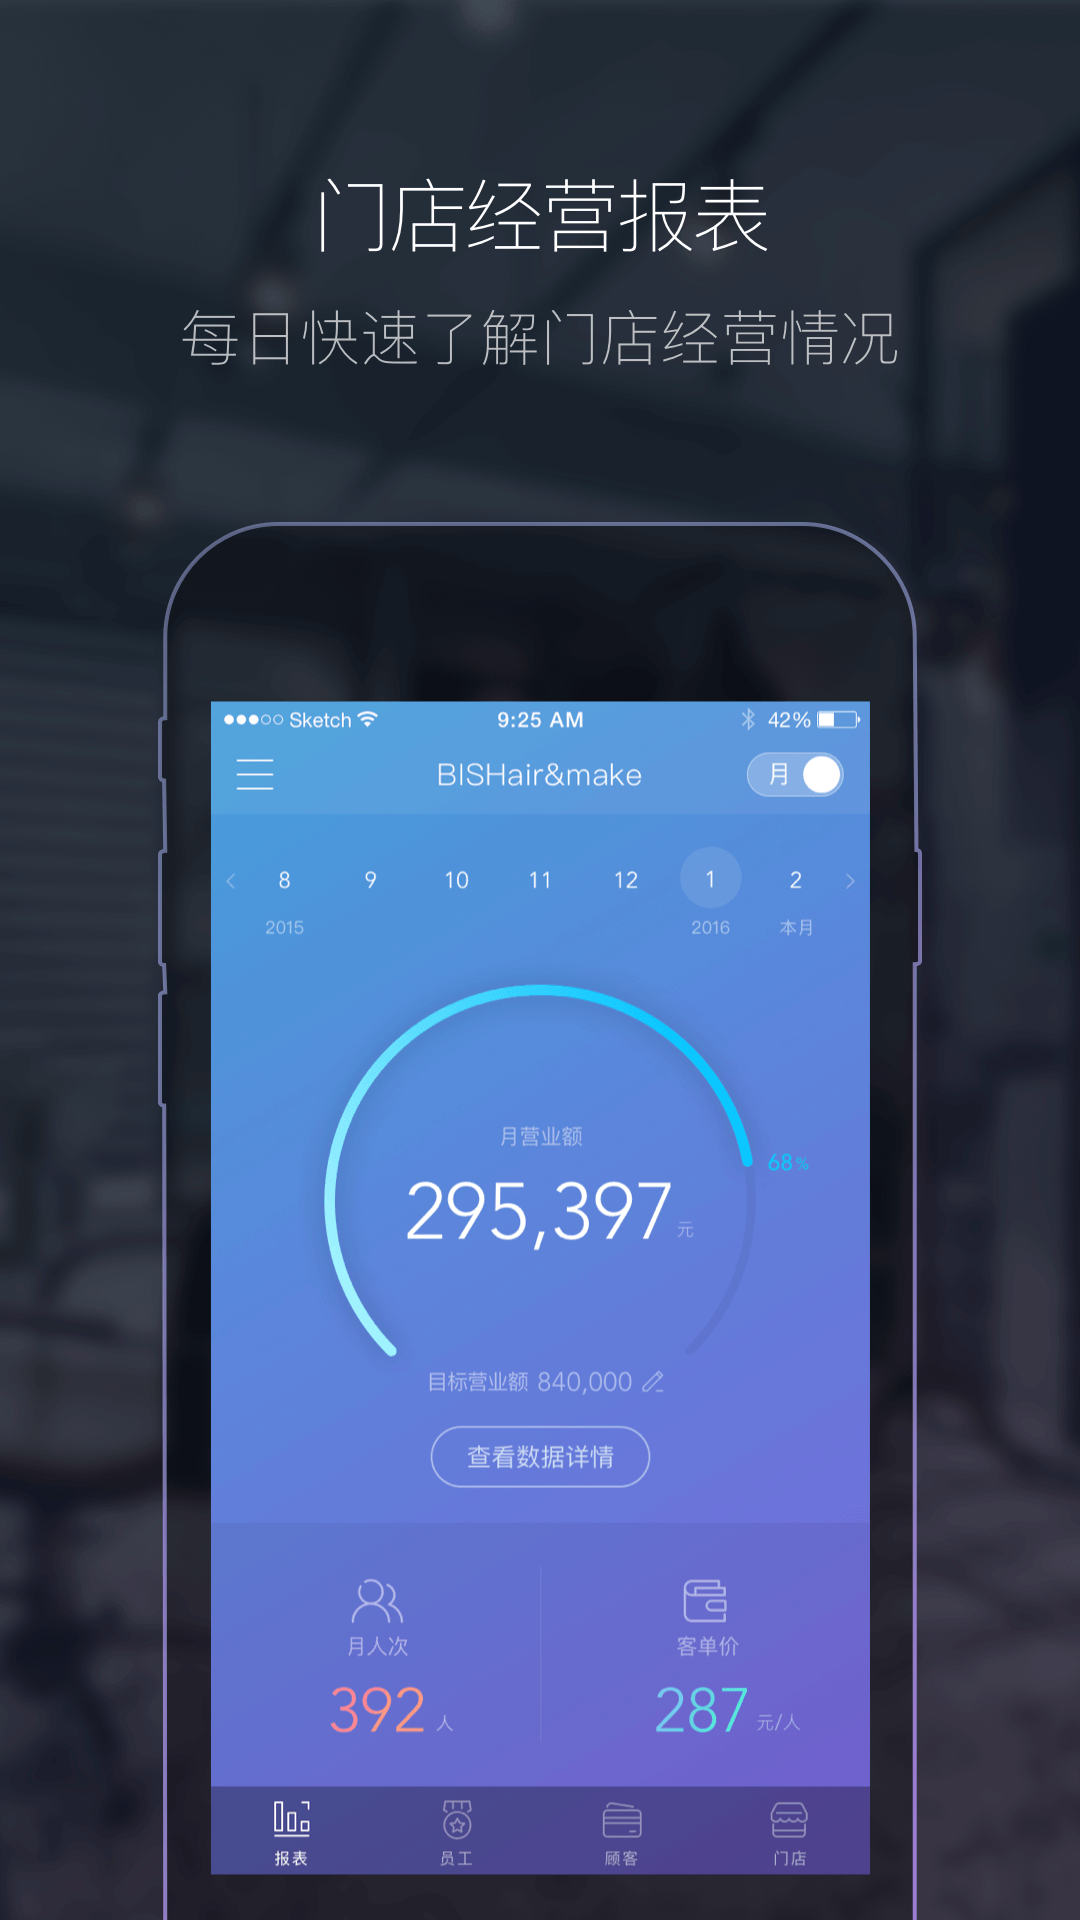 门店经营报表
每日快速了解门店经营情况
Sketch 9:25 AM 42%
BISHair&make 月
8 9 10 11 12 1 2
2015 2016 本月
月营业额
68%
295,397 元
目标营业额 840,000
查看数据详情
月人次 客单价
392 人 287 元/人
报表 员工 顾客 门店